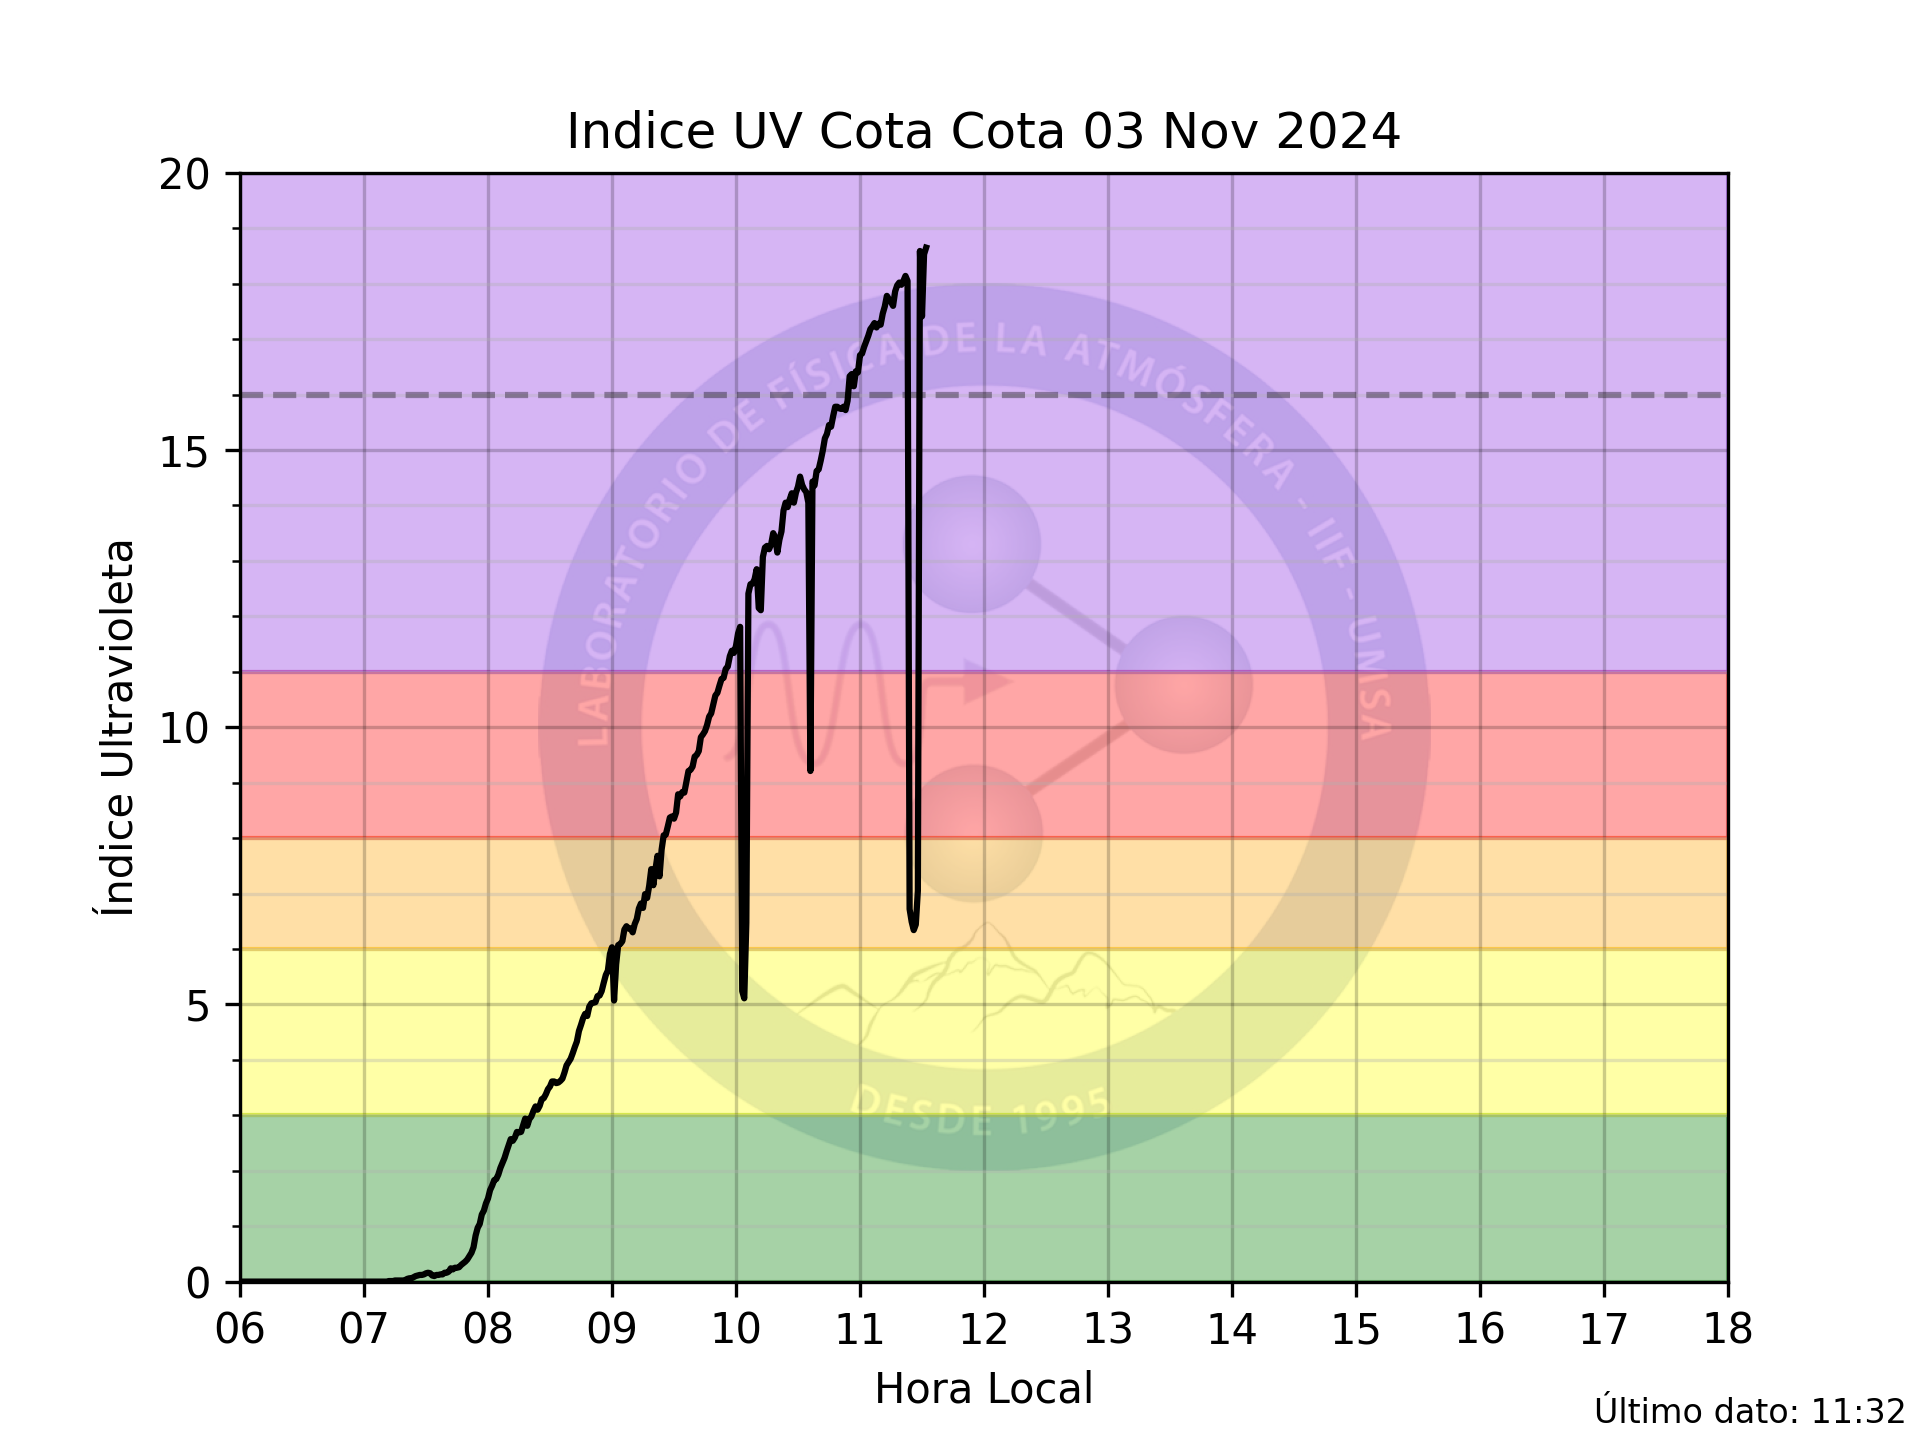 Indice UV Cota Cota 03 Nov 2024
20
15
10
5
0
Índice Ultravioleta
LABORATORIO DE FÍSICA DE LA ATMÓSFERA - IIF - UMSA
DESDE 1995
06 07 08 09 10 11 12 13 14 15 16 17 18
Hora Local
Último dato: 11:32